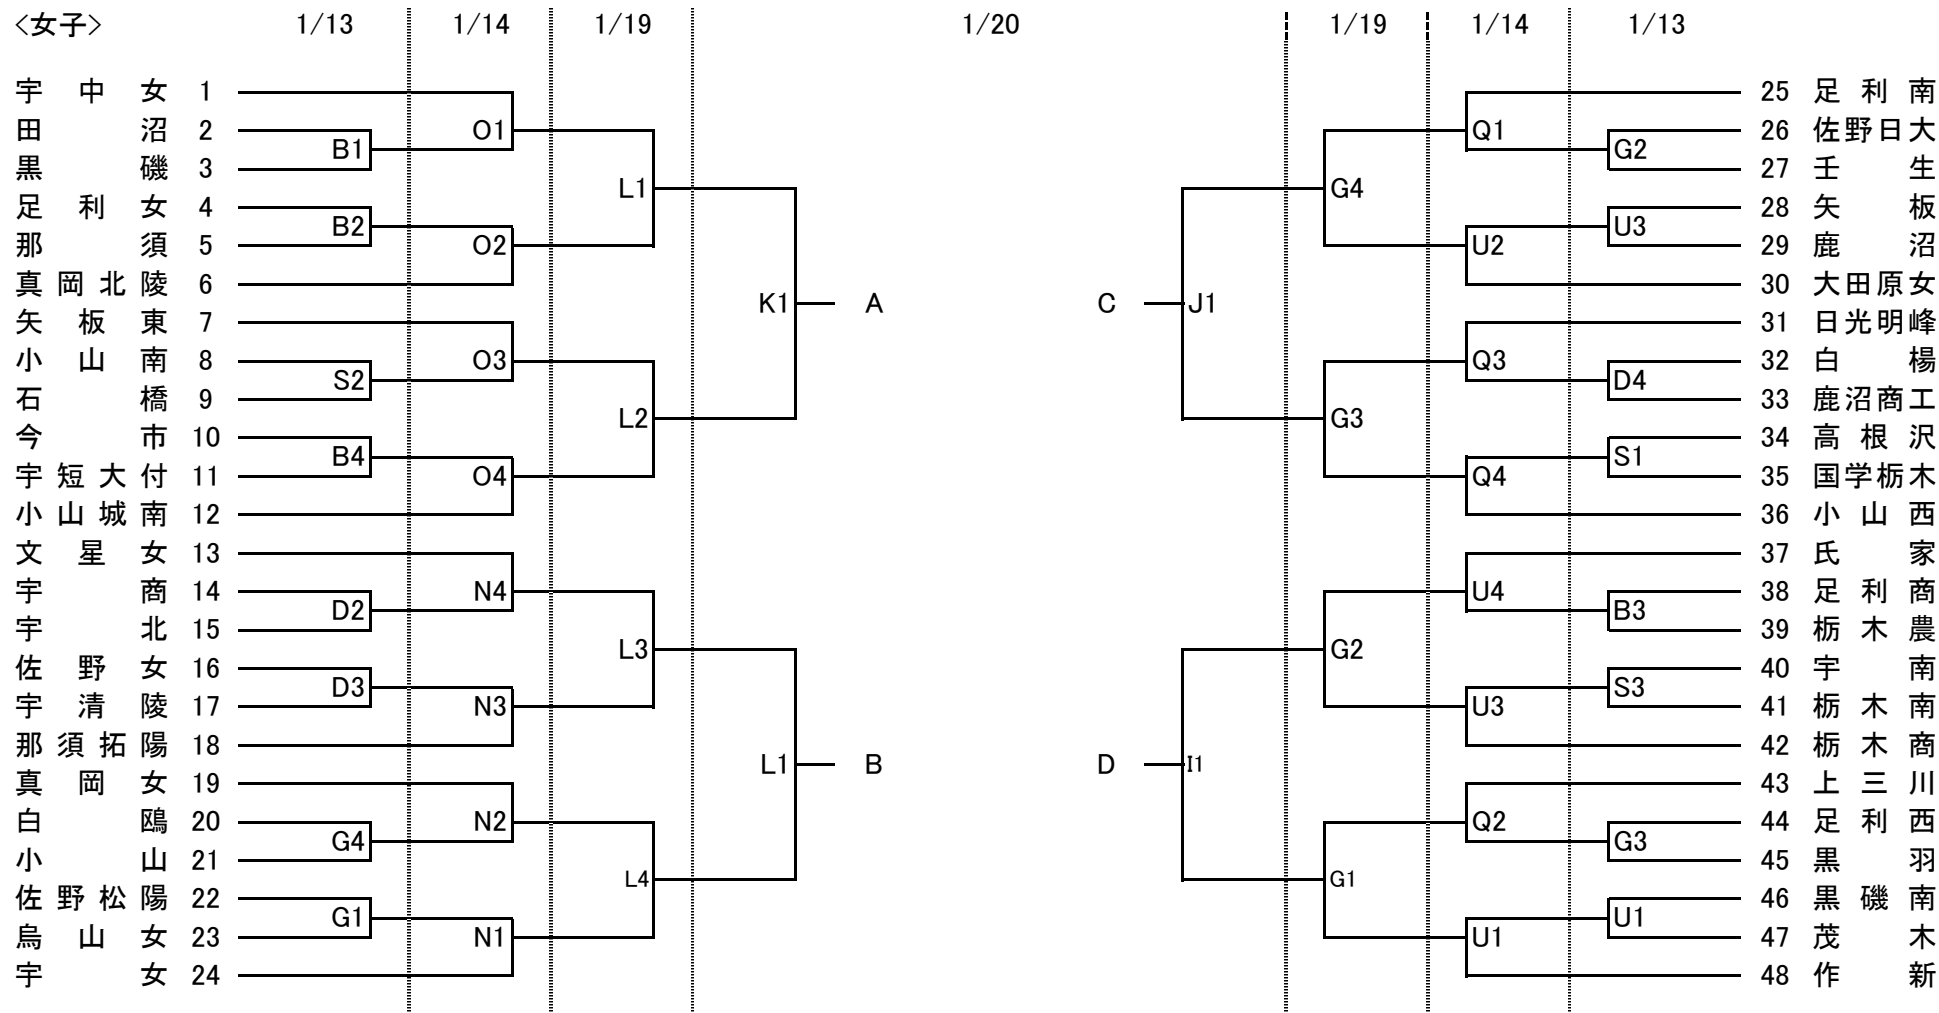 <女子> 1/13 1/14 1/19 1/20 1/19 1/14 1/13
宇中女 1 25 足利南
田沼 2 O1 Q1 26 佐野日大
B1 G2
黒磯 3 27 壬生
L1 G4
足利女 4 28 矢板
B2 U3
那須 5 O2 U2 29 鹿沼
真岡北陵 6 30 大田原女
K1 A C J1
矢板東 7 31 日光明峰
小山南 8 O3 Q3 32 白楊
S2 D4
石橋 9 33 鹿沼商工
L2 G3
今市 10 34 高根沢
B4 S1
宇短大付 11 O4 Q4 35 国学栃木
小山城南 12 36 小山西
文星女 13 37 氏家
宇商 14 N4 U4 38 足利商
D2 B3
宇北 15 39 栃木農
L3 G2
佐野女 16 40 宇南
D3 S3
宇清陵 17 N3 U3 41 栃木南
那須拓陽 18 42 栃木商
L1 B D I1
真岡女 19 43 上三川
白鴎 20 N2 Q2 44 足利西
G4 G3
小山 21 45 黒羽
L4 G1
佐野松陽 22 46 黒磯南
G1 U1
烏山女 23 N1 U1 47 茂木
宇女 24 48 作新